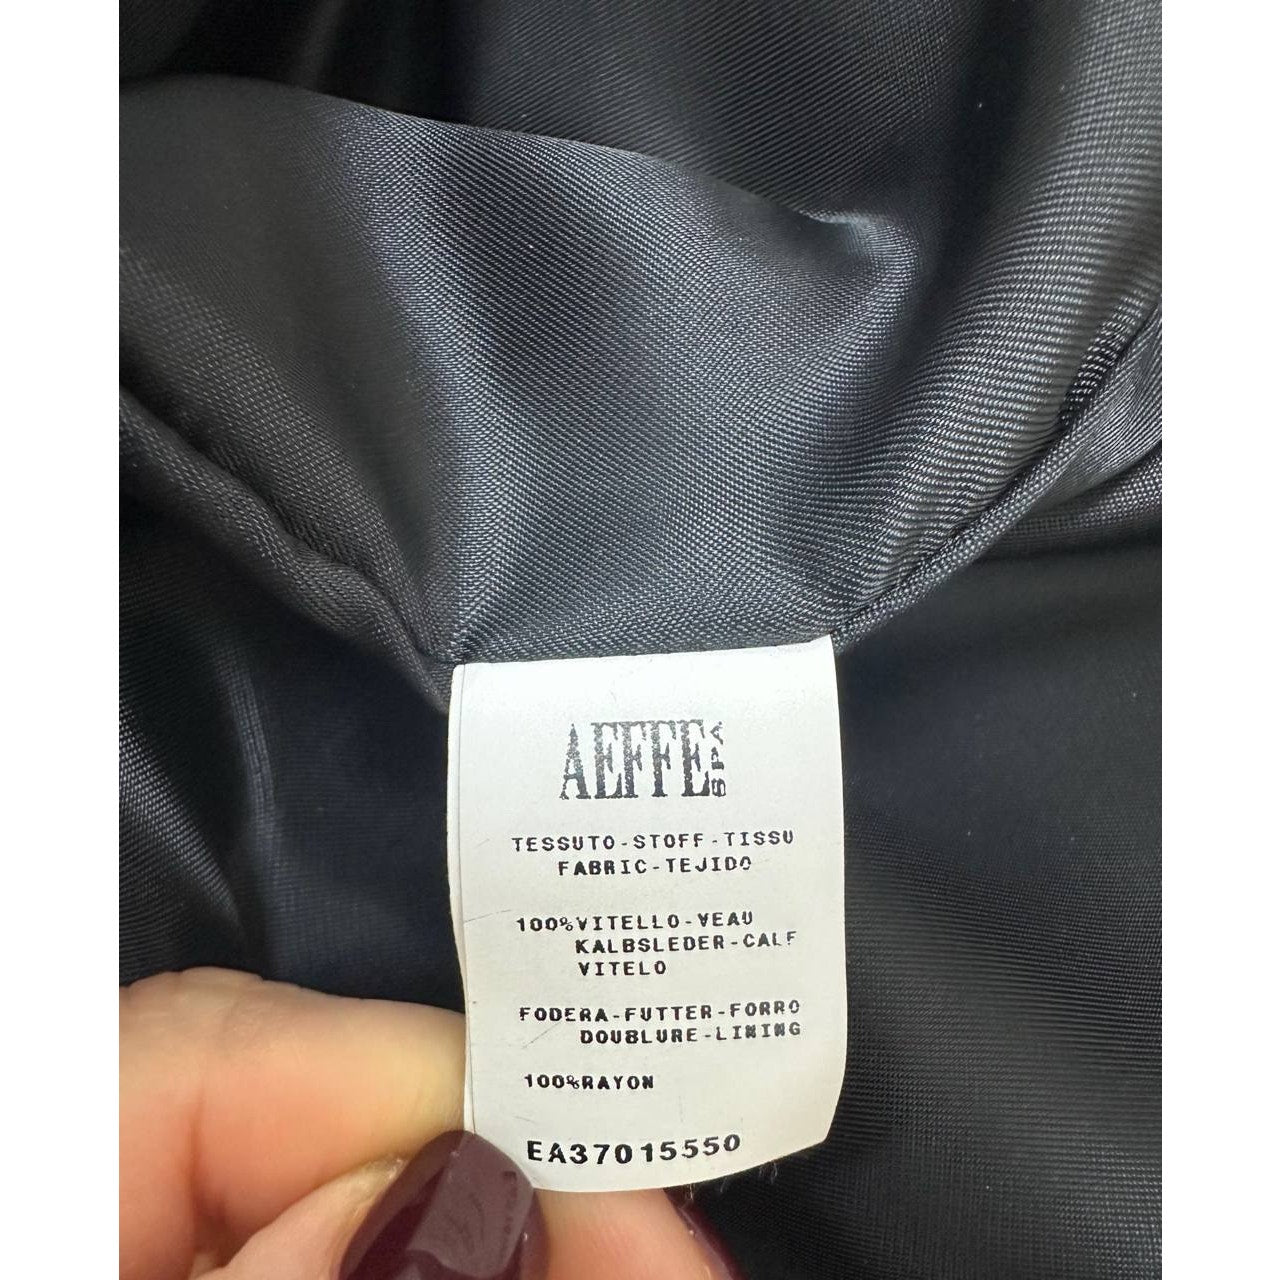 AEFFE SPA
TESSUTO-STOFF-TISSU
FABRIC-TEJIDO
100%VITELLO-VEAU
KALBSLEDER-CALF
VITELO
FODERA-FUTTER-FORRO
DOUBLURE-LINING
100%RAYON
EA37015550